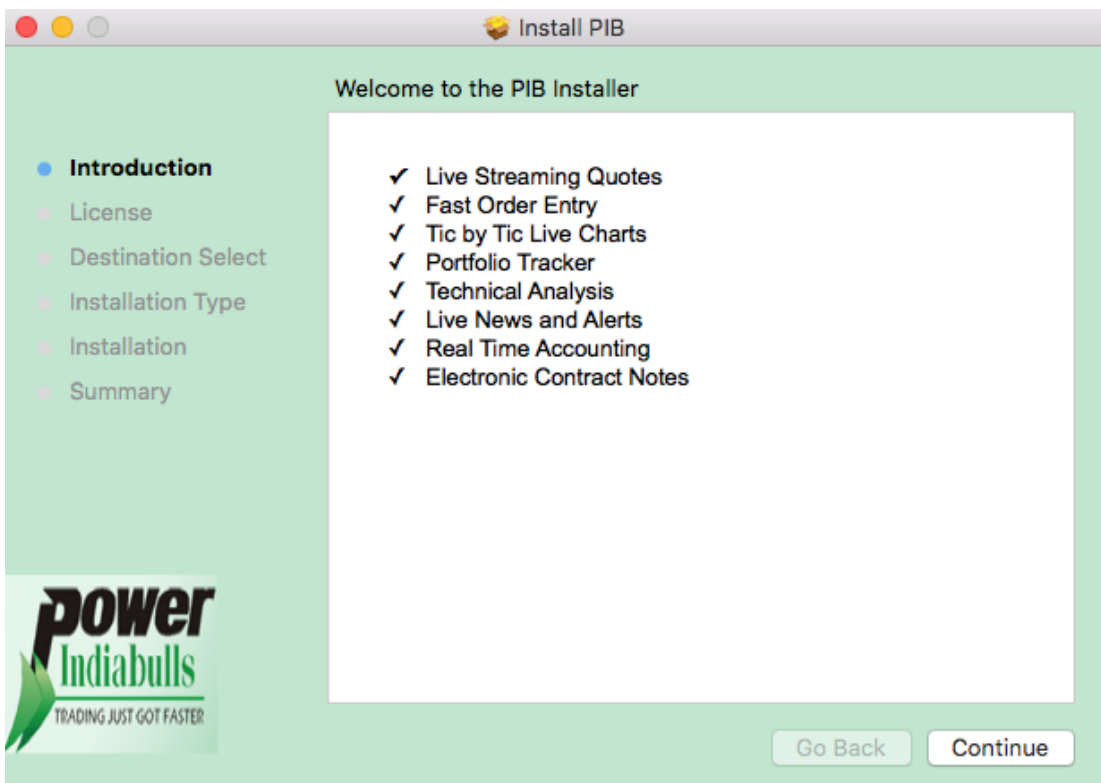 Install PIB
Welcome to the PIB Installer
Introduction
License
Destination Select
Installation Type
Installation
Summary
✓ Live Streaming Quotes
✓ Fast Order Entry
✓ Tic by Tic Live Charts
✓ Portfolio Tracker
✓ Technical Analysis
✓ Live News and Alerts
✓ Real Time Accounting
✓ Electronic Contract Notes
power
Indiabulls
TRADING JUST GOT FASTER
Go Back
Continue